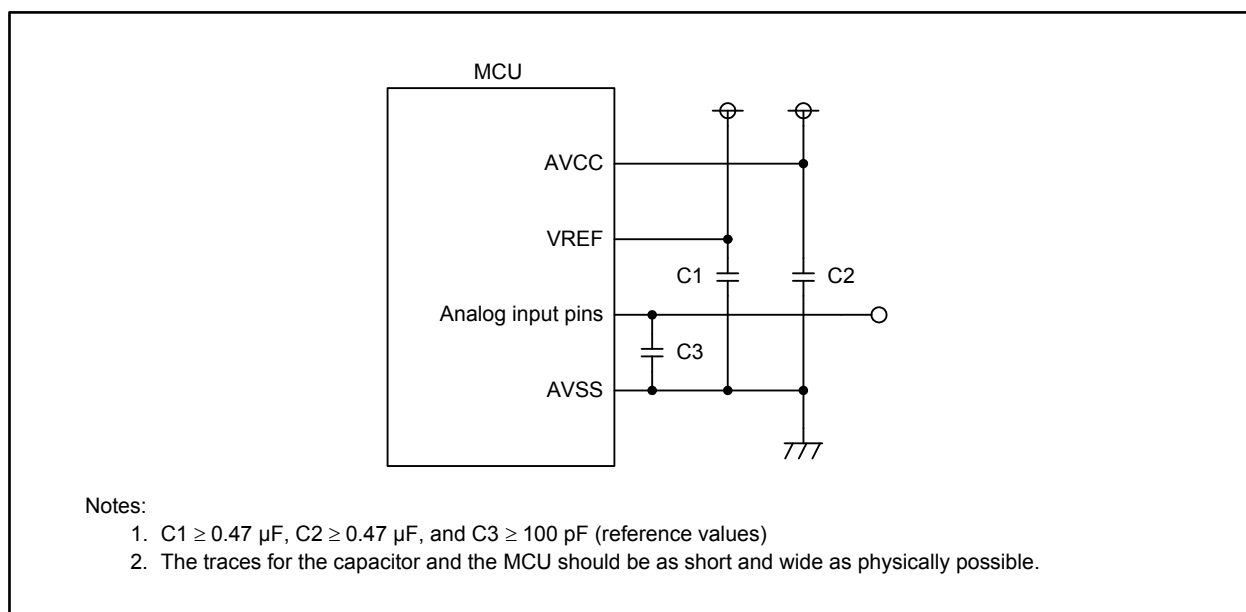 MCU
AVCC
VREF
C1
C2
Analog input pins
C3
AVSS
Notes:
1. C1 ≥ 0.47 µF, C2 ≥ 0.47 µF, and C3 ≥ 100 pF (reference values)
2. The traces for the capacitor and the MCU should be as short and wide as physically possible.